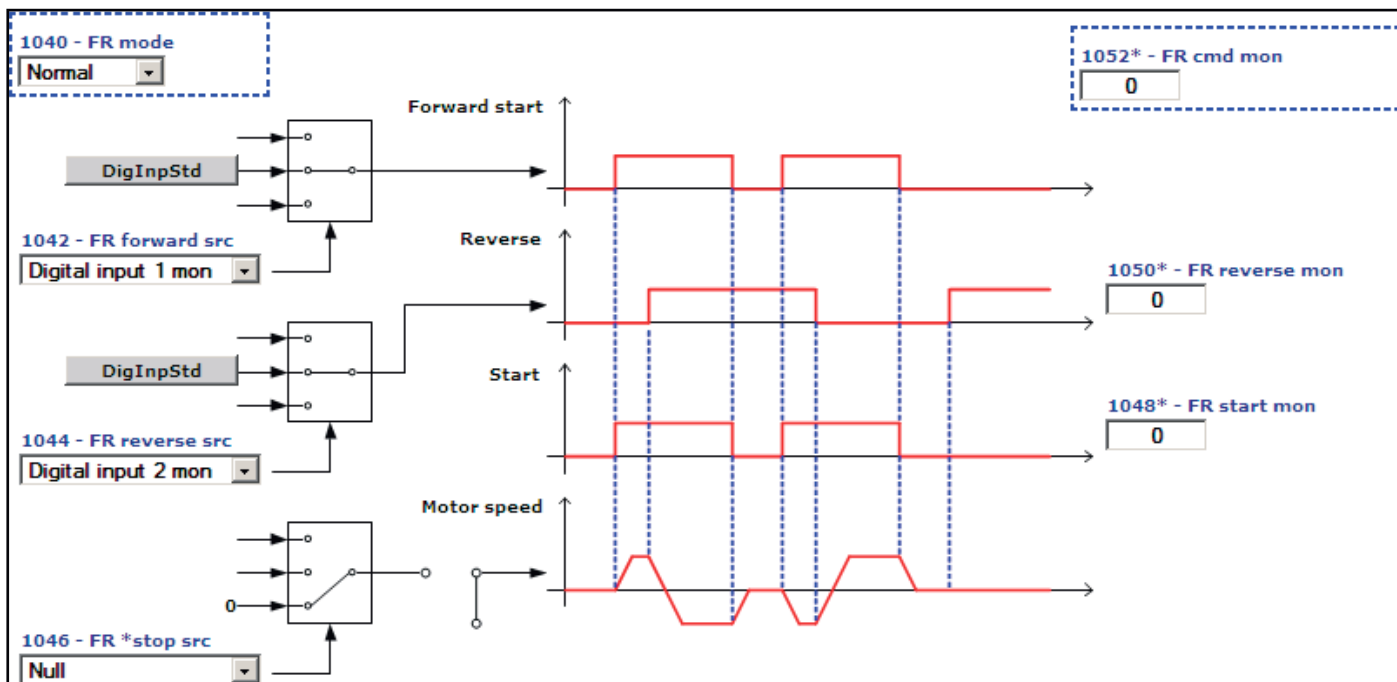 1040 - FR mode
Normal
1052* - FR cmd mon
0
Forward start
DigInpStd
1042 - FR forward src
Digital input 1 mon
Reverse
1050* - FR reverse mon
0
DigInpStd
Start
1048* - FR start mon
0
1044 - FR reverse src
Digital input 2 mon
Motor speed
0
1046 - FR *stop src
Null